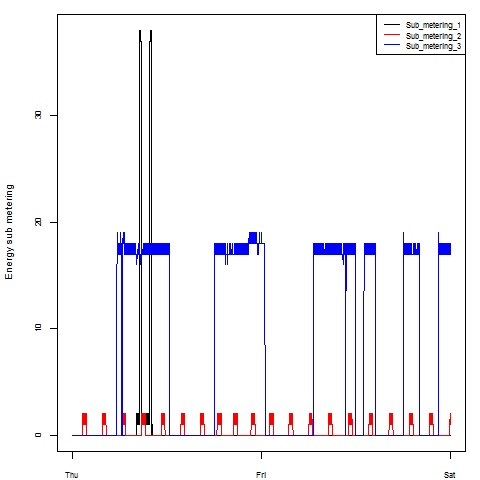 Sub_metering_1
Sub_metering_2
Sub_metering_3
Energy sub metering
30
20
10
0
Thu Fri Sat